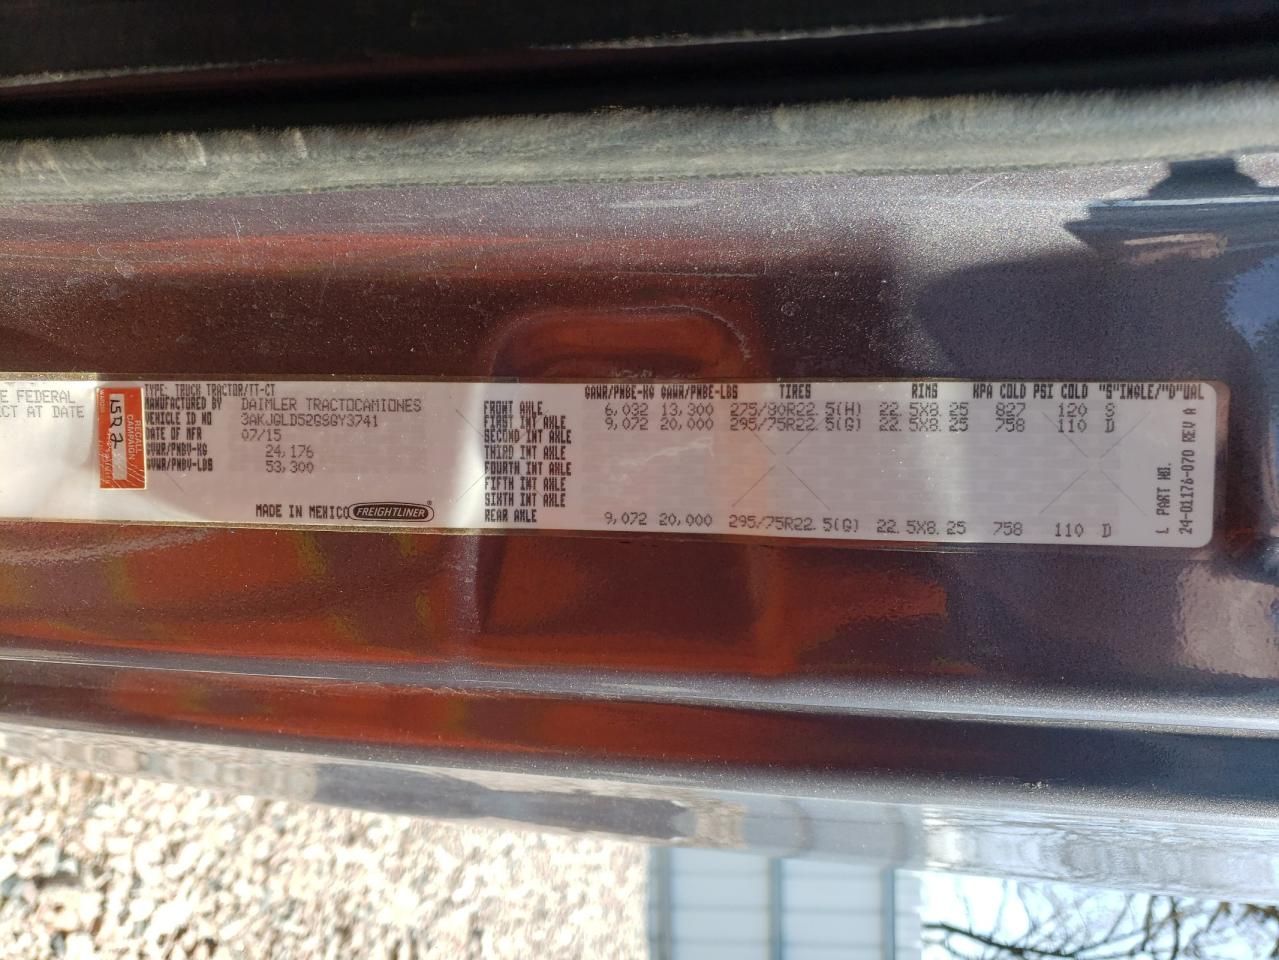 E FEDERAL
CT AT DATE
RECALL
CAMPAIGN
TYPE: TRUCK TRACTOR/TT-CT
MANUFACTURED BY DAIMLER TRACTOCAMIONES
VEHICLE ID NO 3AKJGLD52GSGY3741
DATE OF MFR 07/15
GVWR/PNBV-KG 24,176
GVWR/PNBV-LBS 53,300
MADE IN MEXICO FREIGHTLINER®
GAWR/PNBE-KG GAWR/PNBE-LBS TIRES RIMS KPA COLD PSI COLD "S"INGLE/"D"UAL
FRONT AXLE 6,032 13,300 275/80R22.5(H) 22.5X8.25 827 120 S
FIRST INT AXLE 9,072 20,000 295/75R22.5(G) 22.5X8.25 758 110 D
SECOND INT AXLE
THIRD INT AXLE
FOURTH INT AXLE
FIFTH INT AXLE
SIXTH INT AXLE
REAR AXLE 9,072 20,000 295/75R22.5(G) 22.5X8.25 758 110 D
L PART NO.
24-01176-070 REV A